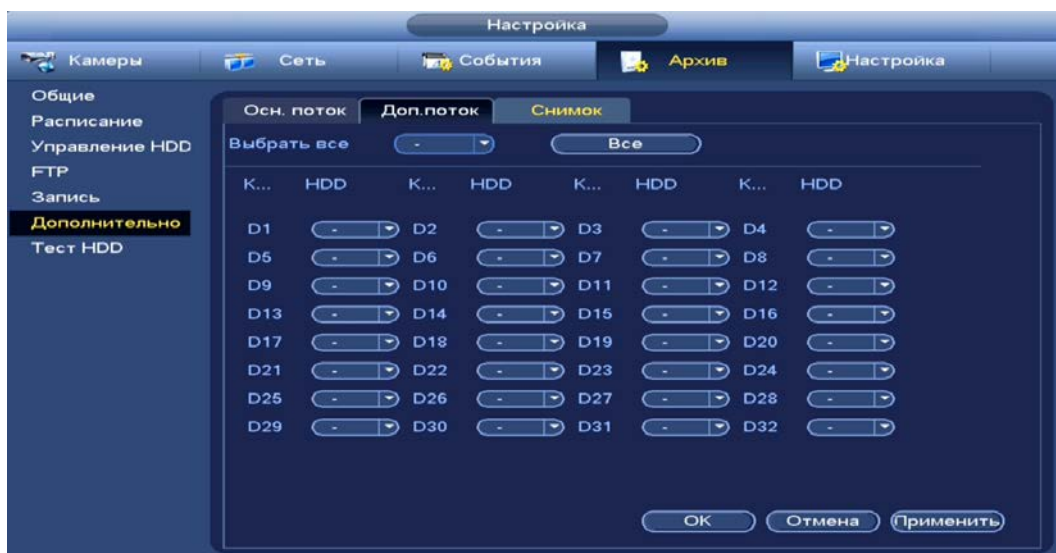 Настройка
Камеры Сеть События Архив Настройка
Общие
Расписание
Управление HDD
FTP
Запись
Дополнительно
Тест HDD
Осн. поток Доп.поток Снимок
Выбрать все - Все
К... HDD К... HDD К... HDD К... HDD
D1 - D2 - D3 - D4 -
D5 - D6 - D7 - D8 -
D9 - D10 - D11 - D12 -
D13 - D14 - D15 - D16 -
D17 - D18 - D19 - D20 -
D21 - D22 - D23 - D24 -
D25 - D26 - D27 - D28 -
D29 - D30 - D31 - D32 -
OK Отмена Применить